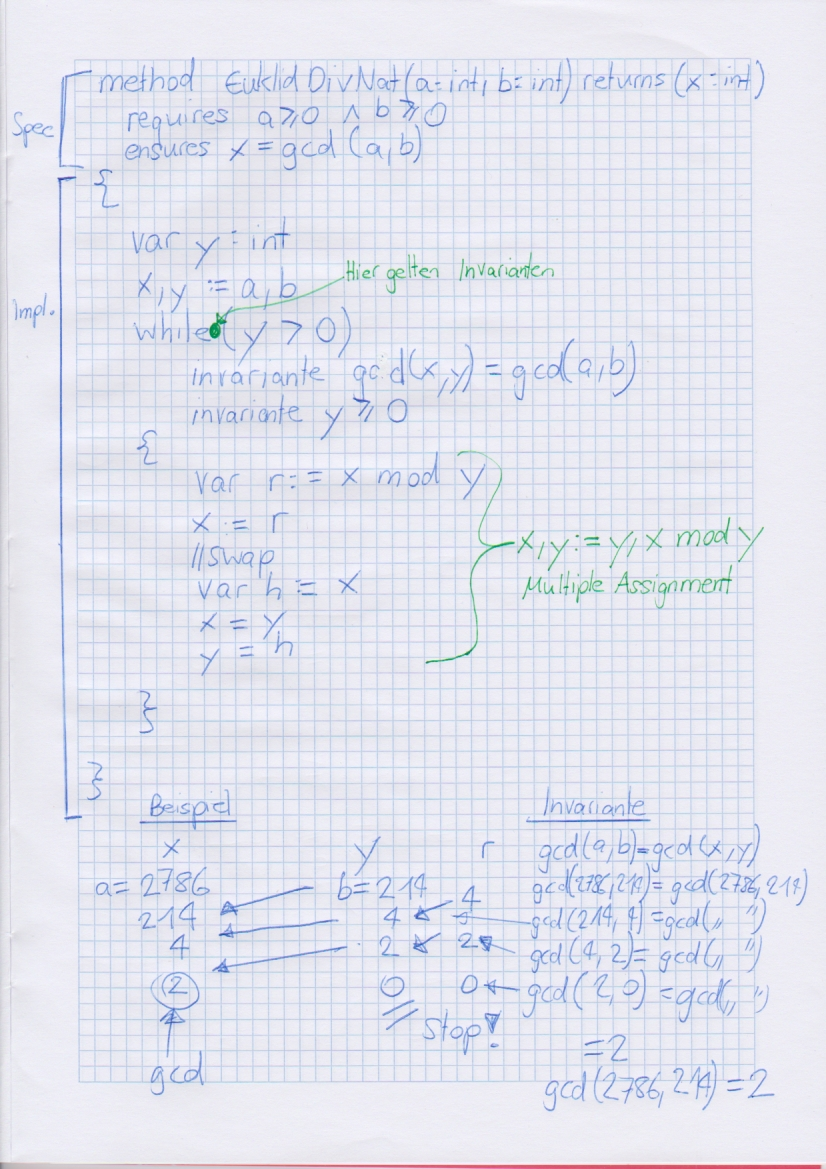 method EuklidDivNat(a:int, b:int) returns (x:int)
Spec
requires a ≥ 0 ∧ b ≥ 0
ensures x = gcd (a,b)
{
var y : int
Hier gelten Invarianten
x,y := a,b
Impl.
while (y > 0)
invariante gcd(x,y) = gcd(a,b)
invariante y ≥ 0
{
var r := x mod y
x := r
x,y := y, x mod y
//swap
Multiple Assignment
var h := x
x = y
y = h
}
}
Beispiel Invariante
x y r gcd(a,b)=gcd(x,y)
a = 2786 b = 214 gcd(2786,214) = gcd(2786,214)
214 4 4 gcd(214, 4) = gcd(„ ")
4 2 2 gcd(4, 2) = gcd(„ ")
2 0 0 gcd(2, 0) = gcd(„ ")
Stop!
= 2
gcd
gcd(2786, 214) = 2